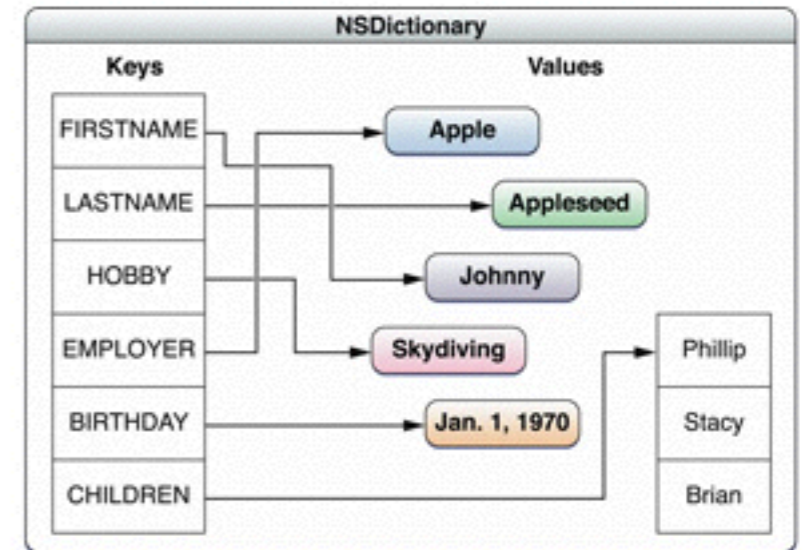 NSDictionary
Keys
Values
FIRSTNAME
Apple
LASTNAME
Appleseed
HOBBY
Johnny
EMPLOYER
Skydiving
Phillip
BIRTHDAY
Jan. 1, 1970
Stacy
CHILDREN
Brian